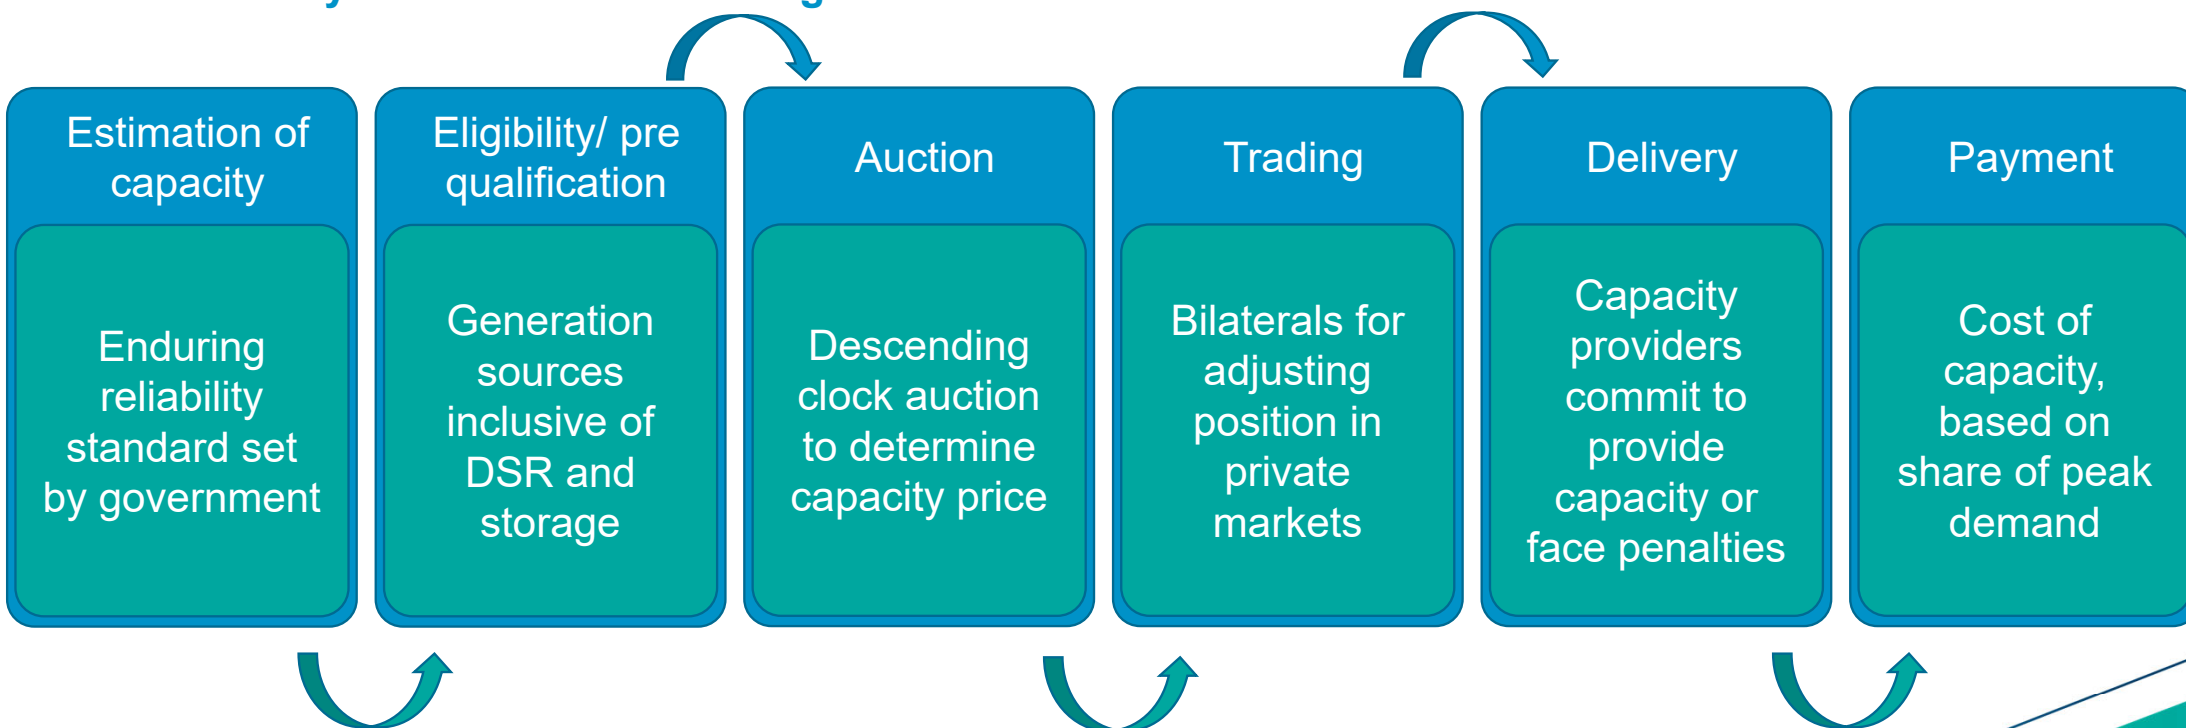 Estimation of
capacity
Enduring
reliability
standard set
by government
Eligibility/ pre
qualification
Generation
sources
inclusive of
DSR and
storage
Auction
Descending
clock auction
to determine
capacity price
Trading
Bilaterals for
adjusting
position in
private
markets
Delivery
Capacity
providers
commit to
provide
capacity or
face penalties
Payment
Cost of
capacity,
based on
share of peak
demand